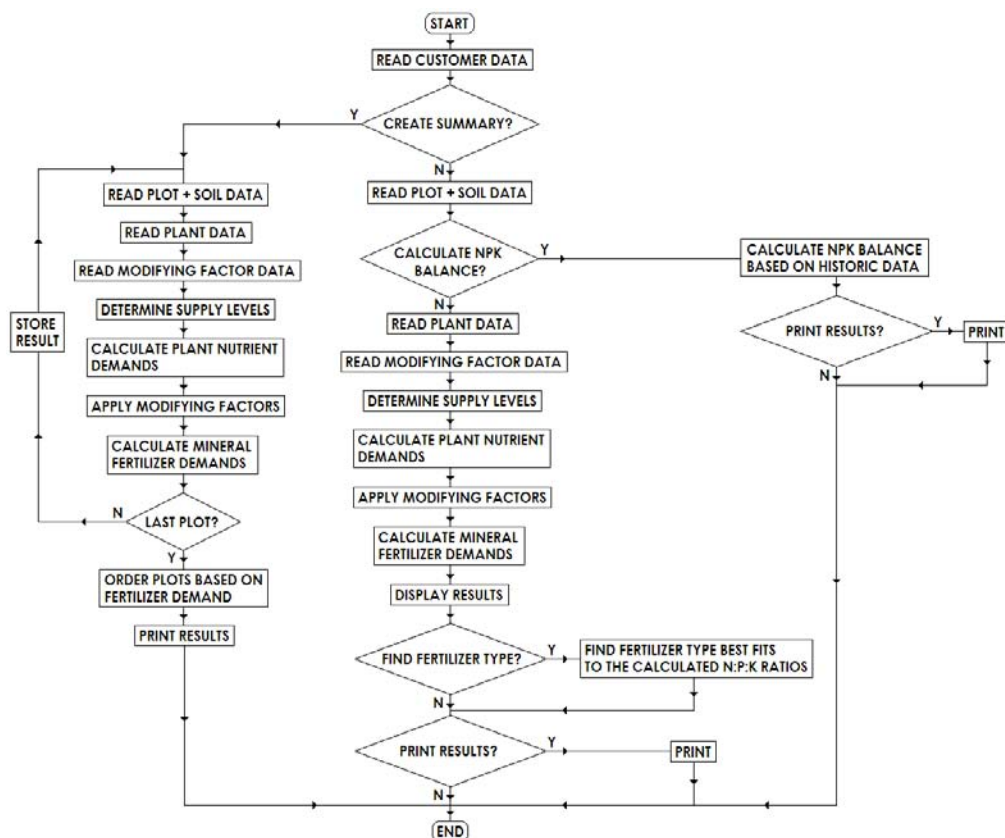 START
READ CUSTOMER DATA
CREATE SUMMARY?
Y
N
READ PLOT + SOIL DATA
READ PLANT DATA
READ MODIFYING FACTOR DATA
DETERMINE SUPPLY LEVELS
CALCULATE PLANT NUTRIENT
DEMANDS
APPLY MODIFYING FACTORS
CALCULATE MINERAL
FERTILIZER DEMANDS
LAST PLOT?
N
STORE
RESULT
Y
ORDER PLOTS BASED ON
FERTILIZER DEMAND
PRINT RESULTS
READ PLOT + SOIL DATA
CALCULATE NPK
BALANCE?
Y
N
READ PLANT DATA
READ MODIFYING FACTOR DATA
DETERMINE SUPPLY LEVELS
CALCULATE PLANT NUTRIENT
DEMANDS
APPLY MODIFYING FACTORS
CALCULATE MINERAL
FERTILIZER DEMANDS
DISPLAY RESULTS
FIND FERTILIZER TYPE?
Y
FIND FERTILIZER TYPE BEST FITS
TO THE CALCULATED N:P:K RATIOS
N
PRINT RESULTS?
Y
PRINT
N
CALCULATE NPK BALANCE
BASED ON HISTORIC DATA
PRINT RESULTS?
Y
PRINT
N
END